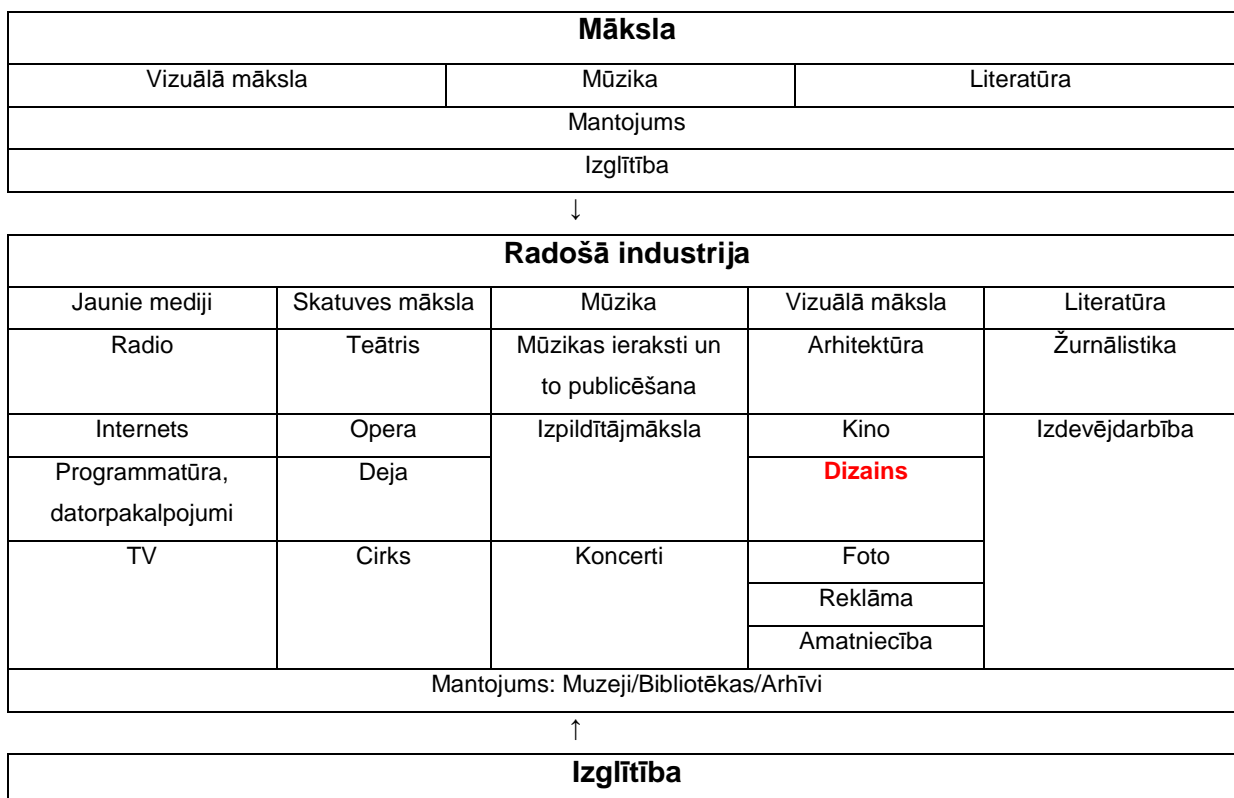 Māksla
Vizuālā māksla Mūzika Literatūra
Mantojums
Izglītība
↓
Radošā industrija
Jaunie mediji Skatuves māksla Mūzika Vizuālā māksla Literatūra
Radio Teātris Mūzikas ieraksti un Arhitektūra Žurnālistika
to publicēšana
Internets Opera Izpildītājmāksla Kino Izdevējdarbība
Programmatūra, Deja Dizains
datorpakalpojumi
TV Cirks Koncerti Foto
Reklāma
Amatniecība
Mantojums: Muzeji/Bibliotēkas/Arhīvi
↑
Izglītība